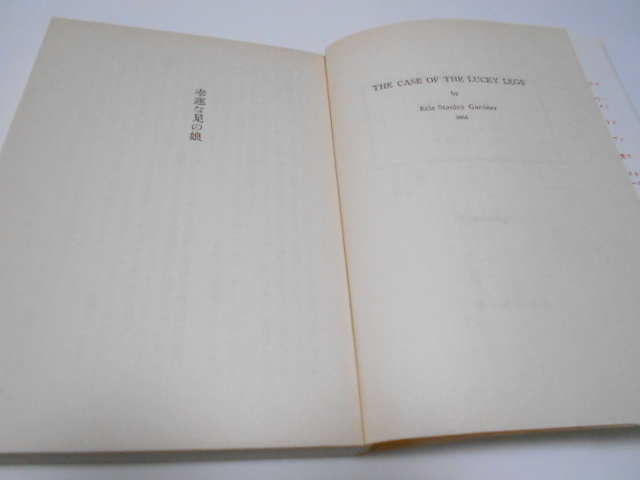 幸運な足の娘
THE CASE OF THE LUCKY LEGS
by
Erle Stanley Gardner
1934